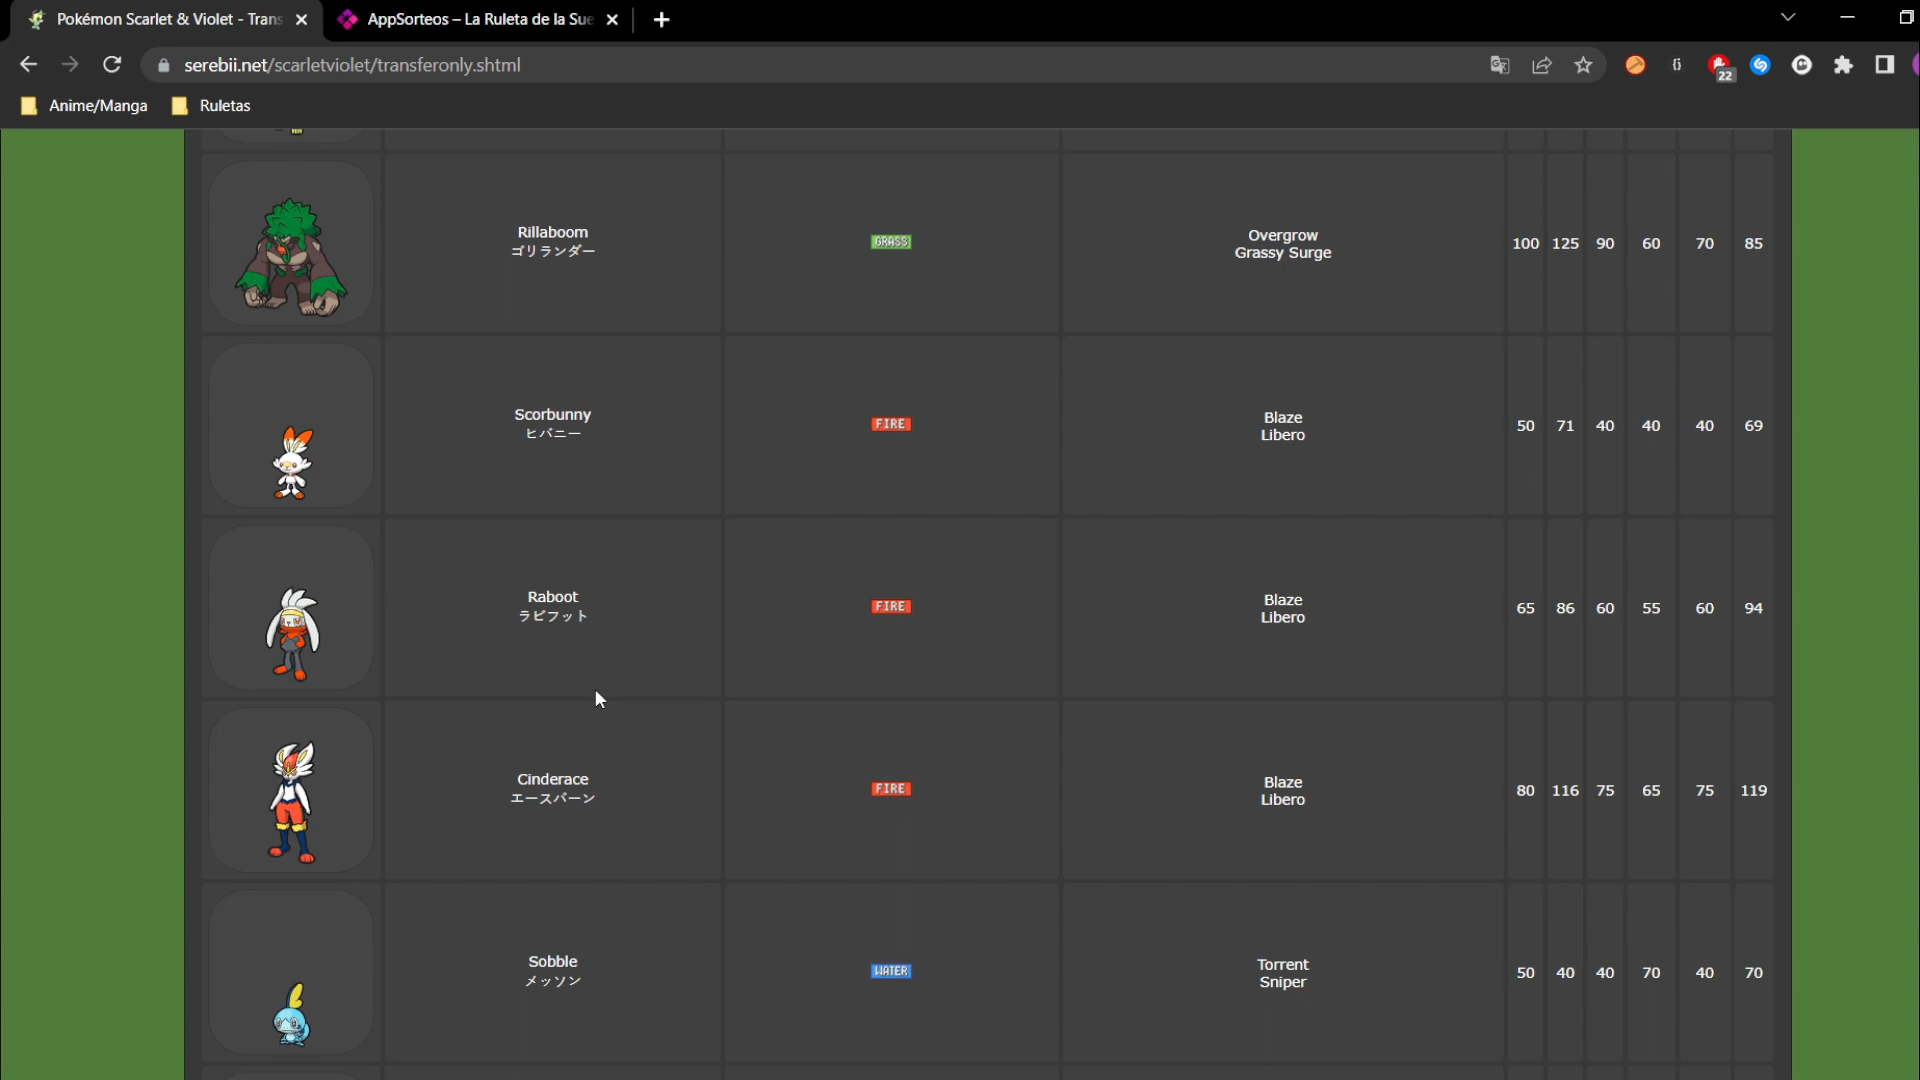 Pokémon Scarlet & Violet - Trans
AppSorteos – La Ruleta de la Sue
serebii.net/scarletviolet/transferonly.shtml
22
Anime/Manga
Ruletas
Rillaboom
ゴリランダー
GRASS
Overgrow
Grassy Surge
100 125 90 60 70 85
Scorbunny
ヒバニー
FIRE
Blaze
Libero
50 71 40 40 40 69
Raboot
ラビフット
FIRE
Blaze
Libero
65 86 60 55 60 94
Cinderace
エースバーン
FIRE
Blaze
Libero
80 116 75 65 75 119
Sobble
メッソン
WATER
Torrent
Sniper
50 40 40 70 40 70